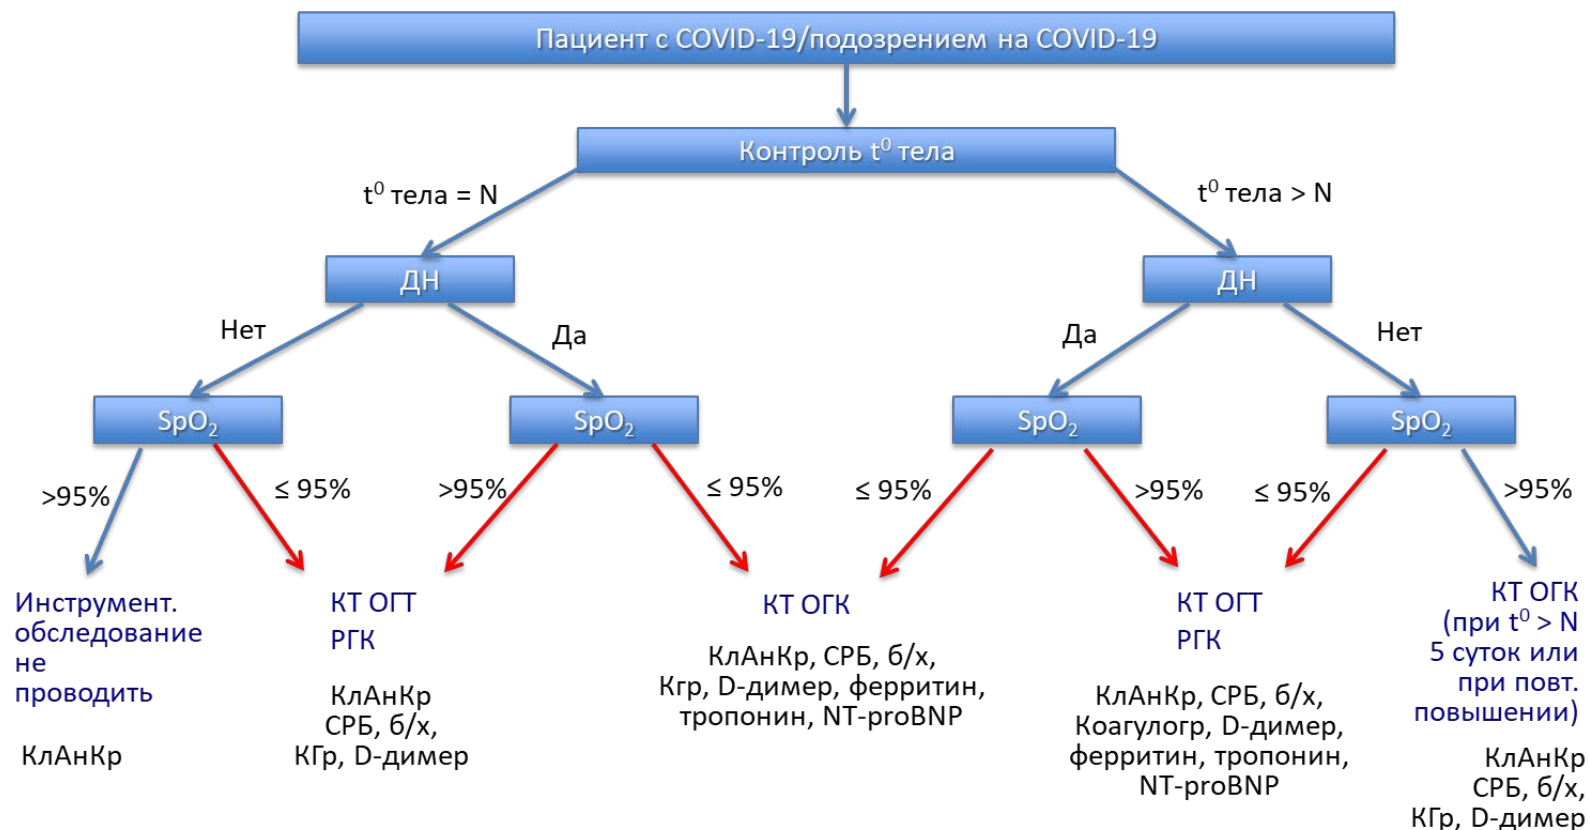 Пациент с COVID-19/подозрением на COVID-19
Контроль t⁰ тела
t⁰ тела = N
t⁰ тела > N
ДН
ДН
Нет
Да
Да
Нет
SpO₂
SpO₂
SpO₂
SpO₂
>95%
≤ 95%
>95%
≤ 95%
≤ 95%
>95%
≤ 95%
>95%
Инструмент.
обследование
не
проводить
КлАнКр
КТ ОГТ
РГК
КлАнКр
СРБ, б/х,
КГр, D-димер
КТ ОГК
КлАнКр, СРБ, б/х,
Кгр, D-димер, ферритин,
тропонин, NT-proBNP
КТ ОГТ
РГК
КлАнКр, СРБ, б/х,
Коагулогр, D-димер,
ферритин, тропонин,
NT-proBNP
КТ ОГК
(при t⁰ > N
5 суток или
при повт.
повышении)
КлАнКр
СРБ, б/х,
КГр, D-димер